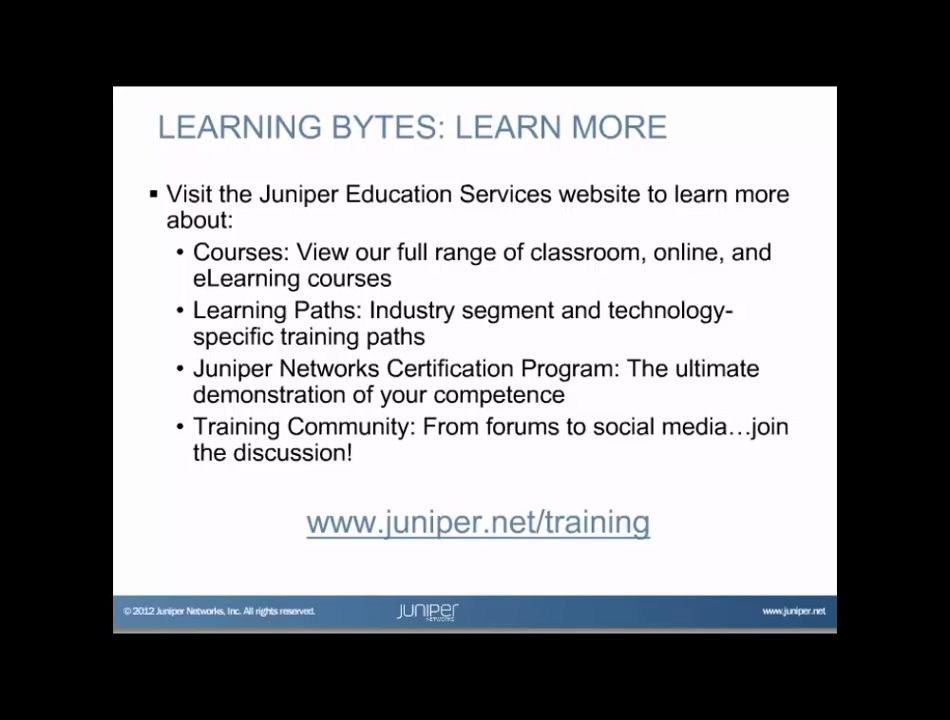 LEARNING BYTES: LEARN MORE
▪ Visit the Juniper Education Services website to learn more
about:
• Courses: View our full range of classroom, online, and
eLearning courses
• Learning Paths: Industry segment and technology-
specific training paths
• Juniper Networks Certification Program: The ultimate
demonstration of your competence
• Training Community: From forums to social media…join
the discussion!
www.juniper.net/training
© 2012 Juniper Networks, Inc. All rights reserved.
JUNIPER
NETWORKS
www.juniper.net